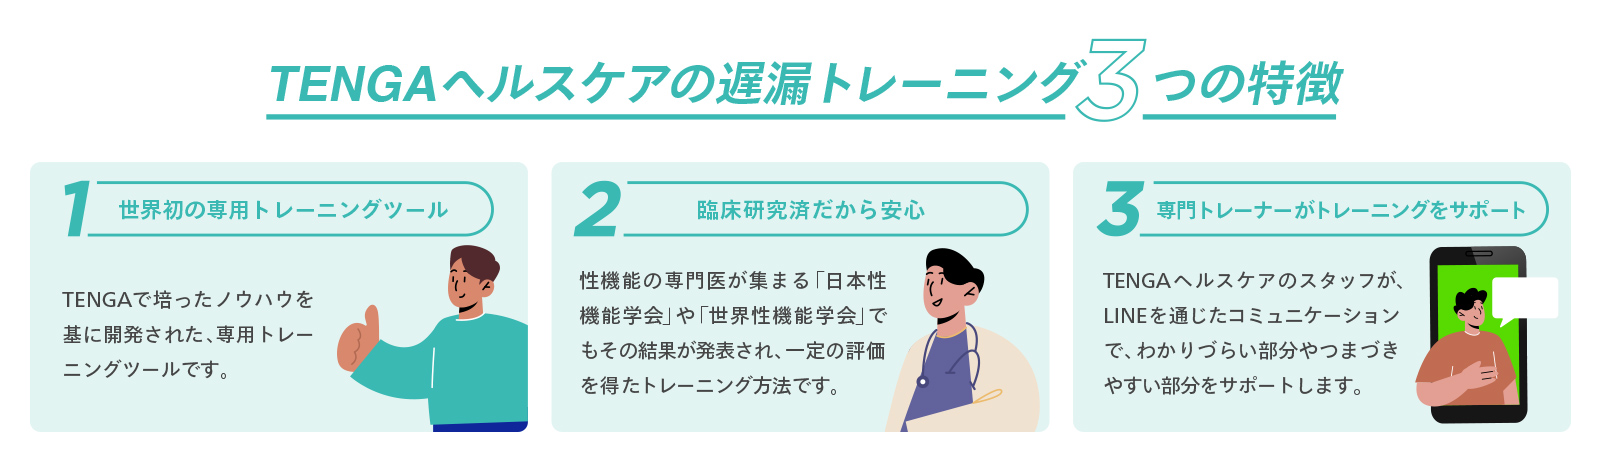 TENGAヘルスケアの遅漏トレーニング3つの特徴
1 世界初の専用トレーニングツール
TENGAで培ったノウハウを
基に開発された、専用トレー
ニングツールです。
2 臨床研究済だから安心
性機能の専門医が集まる「日本性
機能学会」や「世界性機能学会」で
もその結果が発表され、一定の評価
を得たトレーニング方法です。
3 専門トレーナーがトレーニングをサポート
TENGAヘルスケアのスタッフが、
LINEを通じたコミュニケーション
で、わかりづらい部分やつまづき
やすい部分をサポートします。